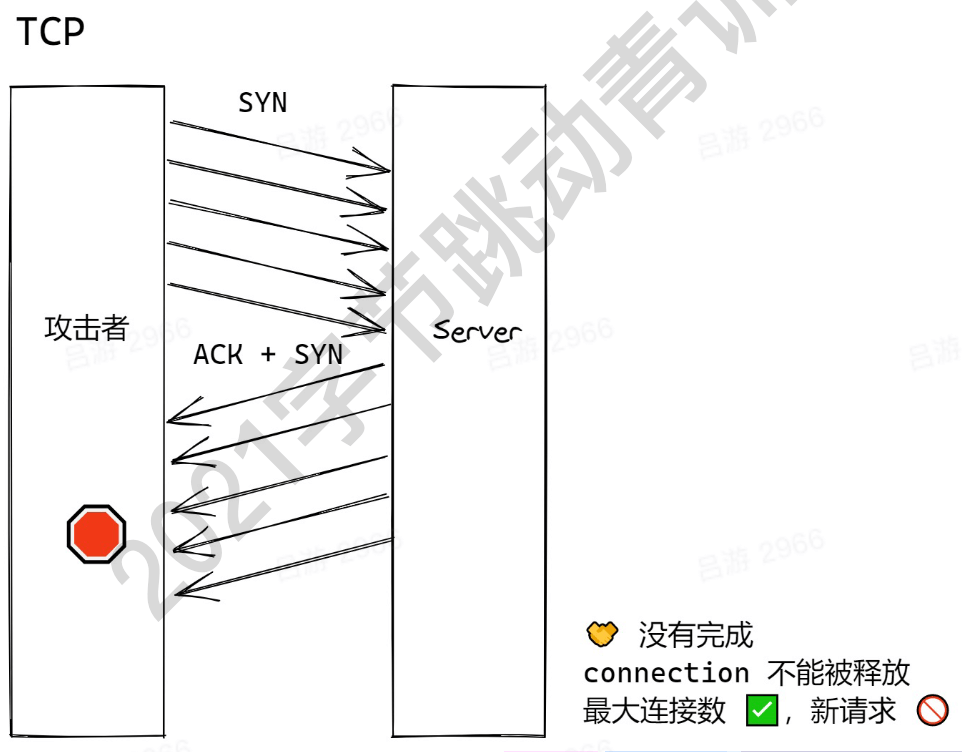 TCP
SYN
攻击者
Server
ACK + SYN
🤝 没有完成
connection 不能被释放
最大连接数 ✅, 新请求 🚫
2021字节跳动青训
吕游 2966
吕游 2966
吕游 2966
吕游 2966
吕游
吕游 2966
吕游 2966